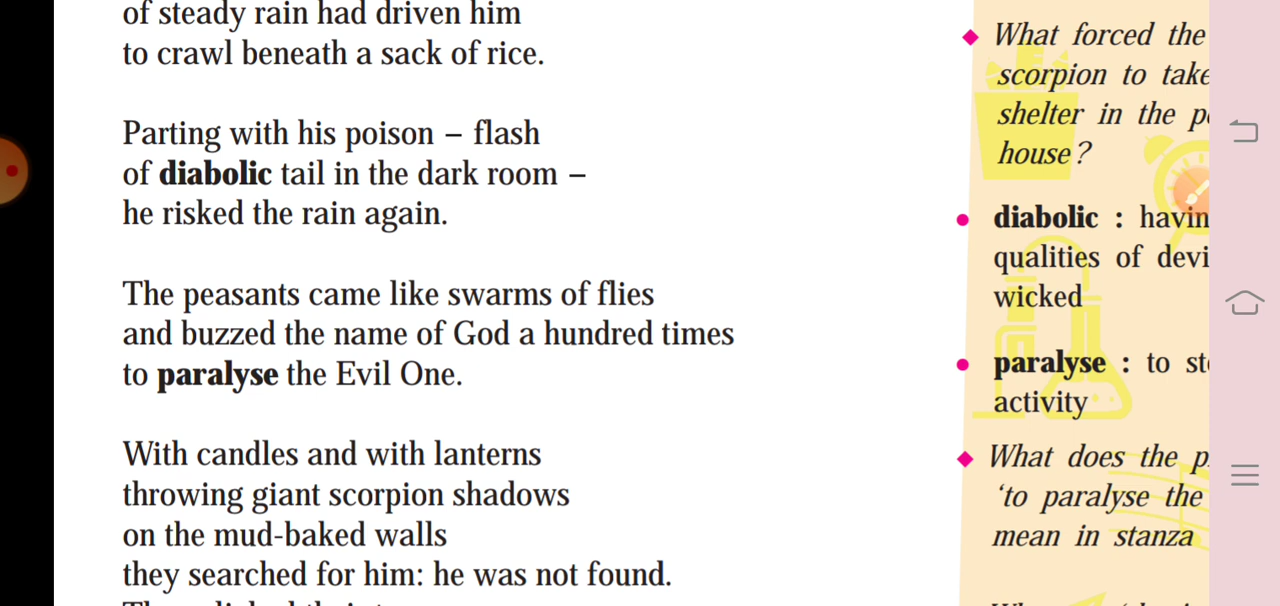 of steady rain had driven him
to crawl beneath a sack of rice.
Parting with his poison – flash
of diabolic tail in the dark room –
he risked the rain again.
The peasants came like swarms of flies
and buzzed the name of God a hundred times
to paralyse the Evil One.
With candles and with lanterns
throwing giant scorpion shadows
on the mud-baked walls
they searched for him: he was not found.
What forced the
scorpion to take
shelter in the
house?
diabolic : havin
qualities of devi
wicked
paralyse : to
activity
What does the
‘to paralyse the
mean in stanza